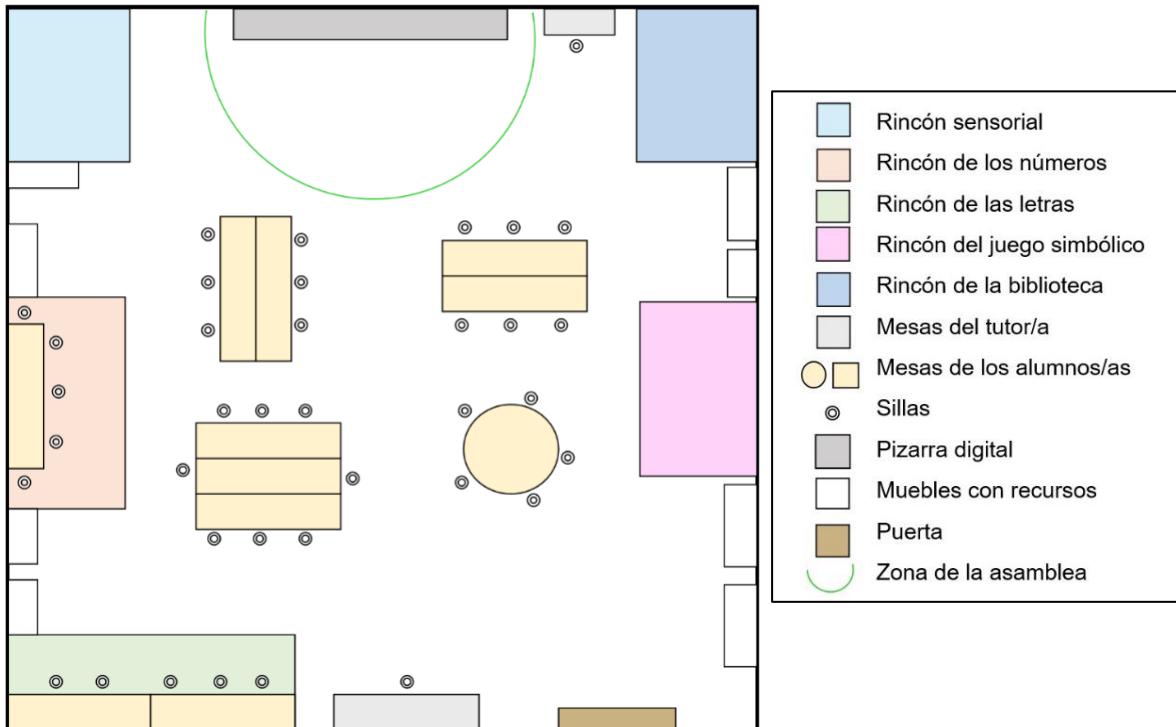 Rincón sensorial
Rincón de los números
Rincón de las letras
Rincón del juego simbólico
Rincón de la biblioteca
Mesas del tutor/a
Mesas de los alumnos/as
Sillas
Pizarra digital
Muebles con recursos
Puerta
Zona de la asamblea